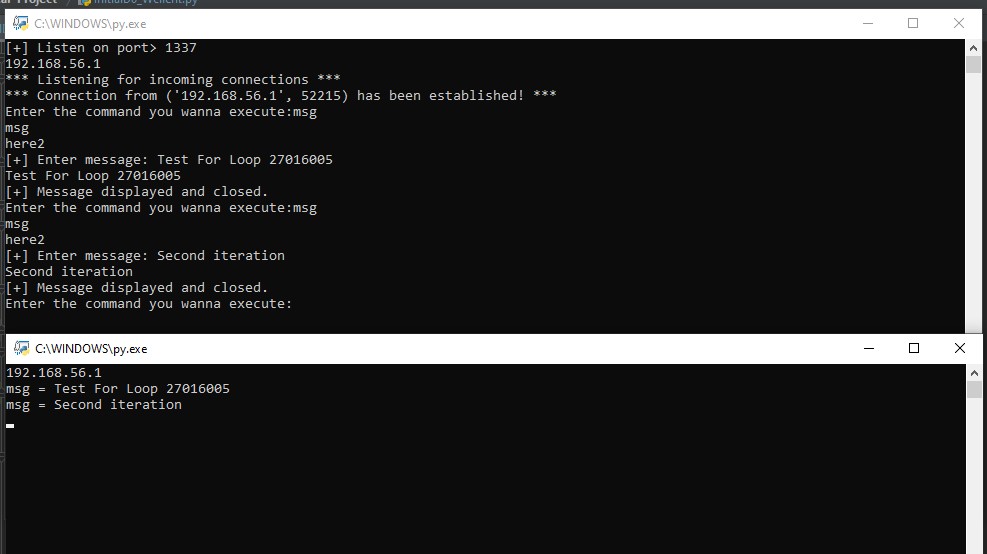 C:\WINDOWS\py.exe
[+] Listen on port> 1337
192.168.56.1
*** Listening for incoming connections ***
*** Connection from ('192.168.56.1', 52215) has been established! ***
Enter the command you wanna execute:msg
msg
here2
[+] Enter message: Test For Loop 27016005
Test For Loop 27016005
[+] Message displayed and closed.
Enter the command you wanna execute:msg
msg
here2
[+] Enter message: Second iteration
Second iteration
[+] Message displayed and closed.
Enter the command you wanna execute:
C:\WINDOWS\py.exe
192.168.56.1
msg = Test For Loop 27016005
msg = Second iteration